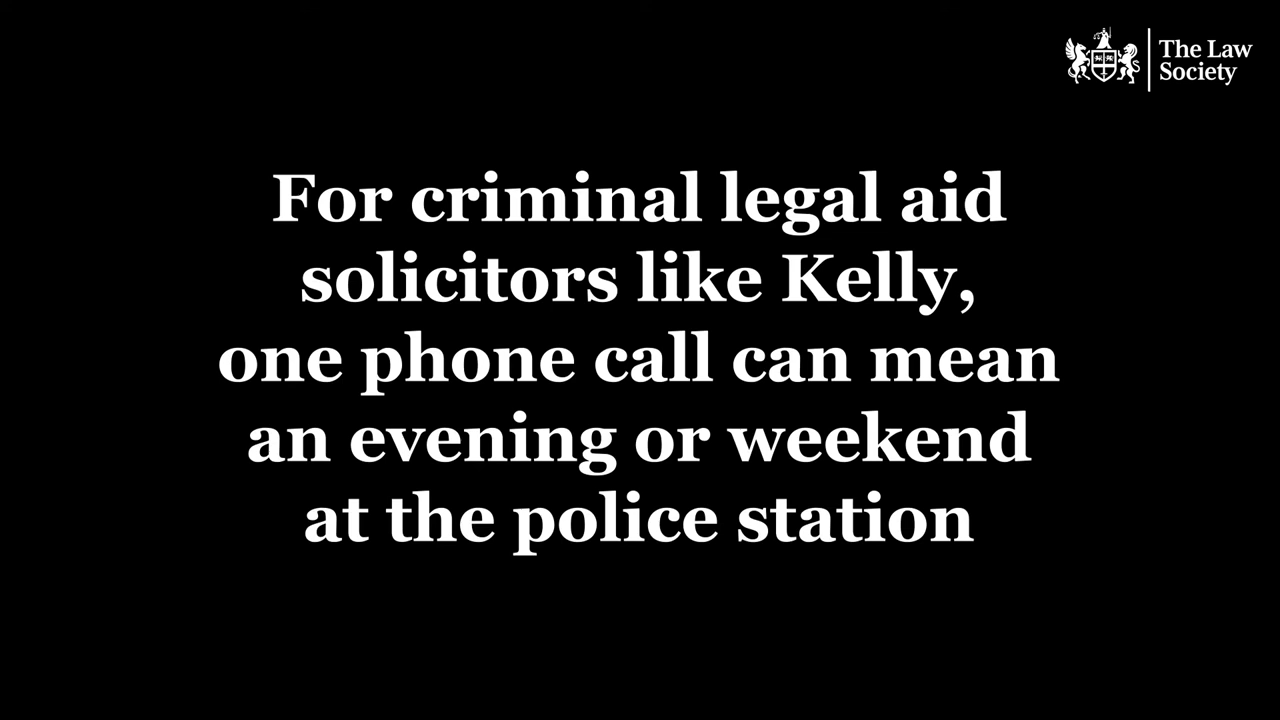 The Law
Society
For criminal legal aid
solicitors like Kelly,
one phone call can mean
an evening or weekend
at the police station